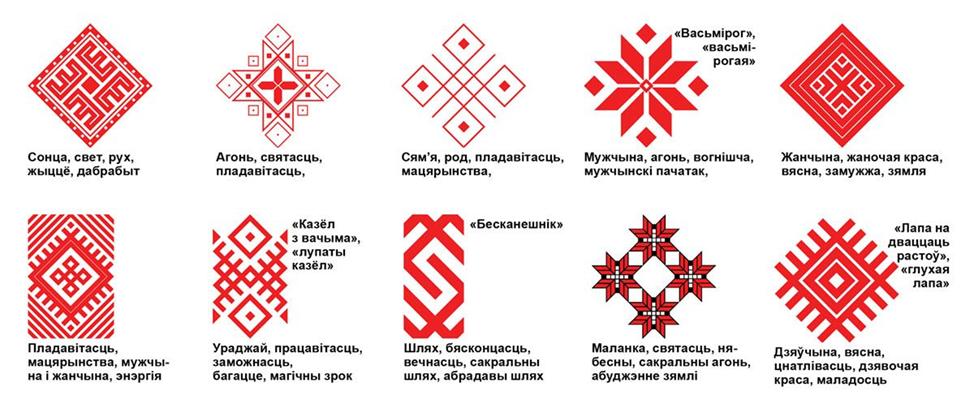 «Васьмірог»,
«васьмі-
рогая»
Сонца, свет, рух,
жыццё, дабрабыт
Агонь, святасць,
пладавітасць,
Сям’я, род, пладавітасць,
мацярынства,
Мужчына, агонь, вогнішча,
мужчынскі пачатак,
Жанчына, жаночая краса,
вясна, замужжа, зямля
«Казёл
з вачыма»,
«лупаты
казёл»
«Бесканешнік»
«Лапа на
дваццаць
растоў»,
«глухая
лапа»
Пладавітасць,
мацярынства, мужчы-
на і жанчына, энэргія
Ураджай, працавітасць,
заможнасць,
багацце, магічны зрок
Шлях, бясконцасць,
вечнасць, сакральны
шлях, абрадавы шлях
Маланка, святасць, ня-
бесны, сакральны агонь,
абуджэнне зямлі
Дзяўчына, вясна,
цнатлівасць, дзявочая
краса, маладосць